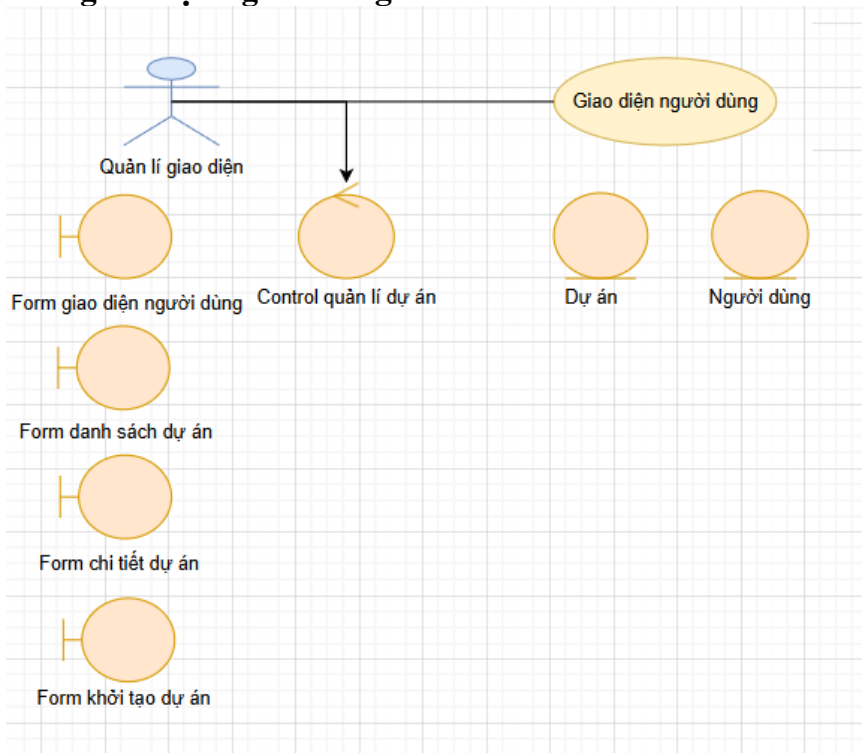 Giao diện người dùng
Quản lí giao diện
Form giao diện người dùng
Control quản lí dự án
Dự án
Người dùng
Form danh sách dự án
Form chi tiết dự án
Form khởi tạo dự án